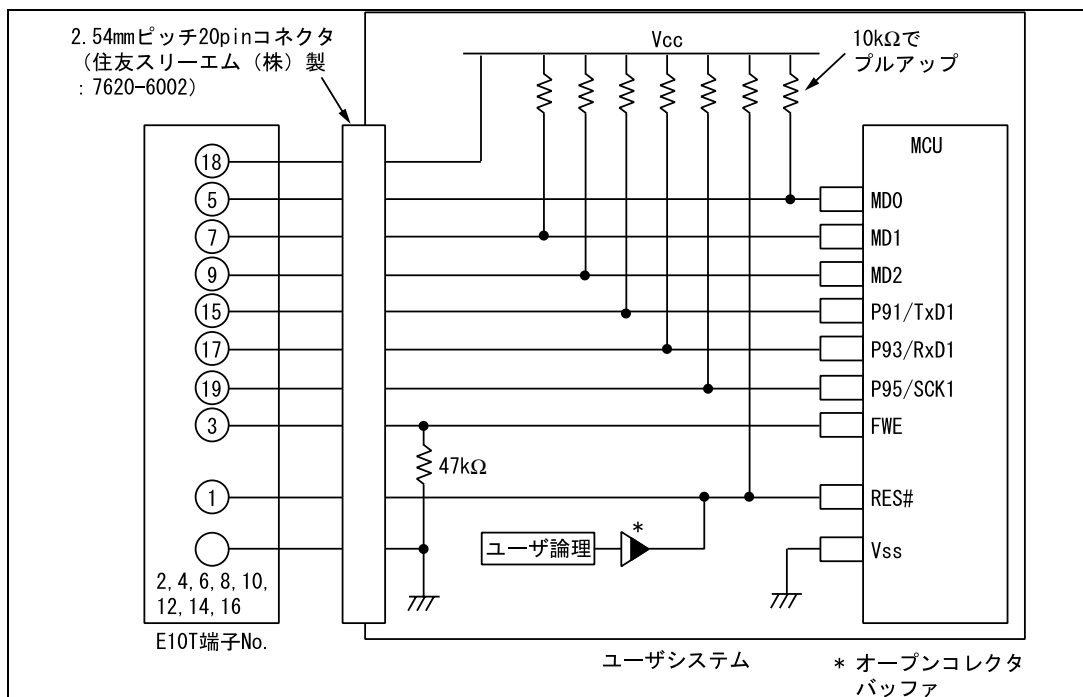 2.54mmピッチ20pinコネクタ
（住友スリーエム（株）製
: 7620-6002）
Vcc
10kΩで
プルアップ
MCU
18
5
MD0
7
MD1
9
MD2
15
P91/TxD1
17
P93/RxD1
19
P95/SCK1
3
FWE
47kΩ
1
RES#
*
ユーザ論理
Vss
2, 4, 6, 8, 10,
12, 14, 16
E10T端子No.
ユーザシステム
* オープンコレクタ
バッファ